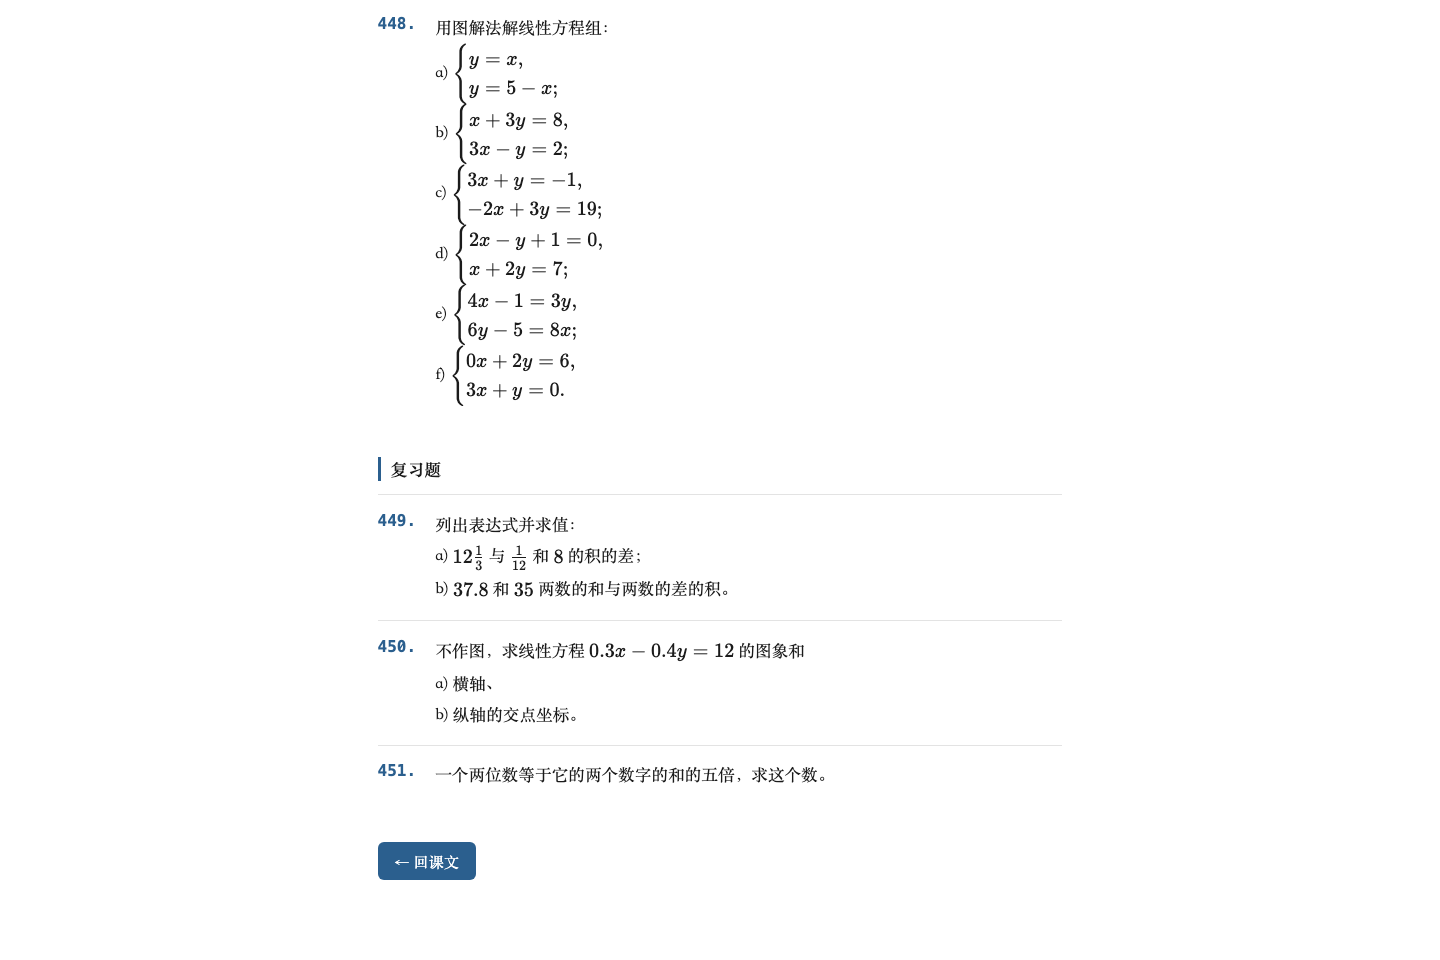 448. 用图解法解线性方程组：
a) { y = x,
y = 5 − x;
b) { x + 3y = 8,
3x − y = 2;
c) { 3x + y = −1,
−2x + 3y = 19;
d) { 2x − y + 1 = 0,
x + 2y = 7;
e) { 4x − 1 = 3y,
6y − 5 = 8x;
f) { 0x + 2y = 6,
3x + y = 0.
复习题
449. 列出表达式并求值：
a) 12 1/3 与 1/12 和 8 的积的差；
b) 37.8 和 35 两数的和与两数的差的积。
450. 不作图，求线性方程 0.3x − 0.4y = 12 的图象和
a) 横轴、
b) 纵轴的交点坐标。
451. 一个两位数等于它的两个数字的和的五倍，求这个数。
← 回课文